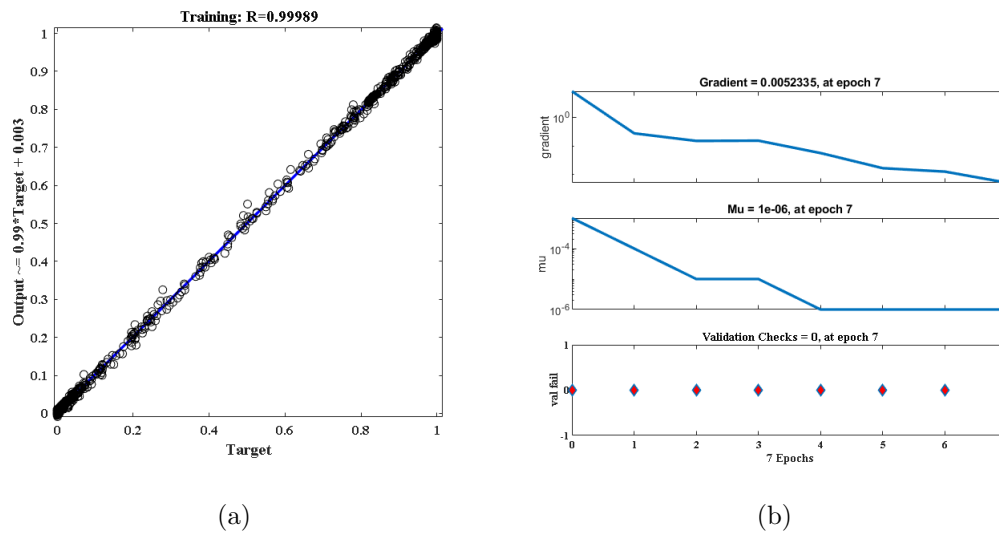 Training: R=0.99989
Output ~= 0.99*Target + 0.003
1
0.9
0.8
0.7
0.6
0.5
0.4
0.3
0.2
0.1
0
0 0.2 0.4 0.6 0.8 1
Target
(a)
Gradient = 0.0052335, at epoch 7
gradient
10^0
Mu = 1e-06, at epoch 7
mu
10^-4
10^-6
Validation Checks = 0, at epoch 7
val fail
1
0
-1
0 1 2 3 4 5 6
7 Epochs
(b)